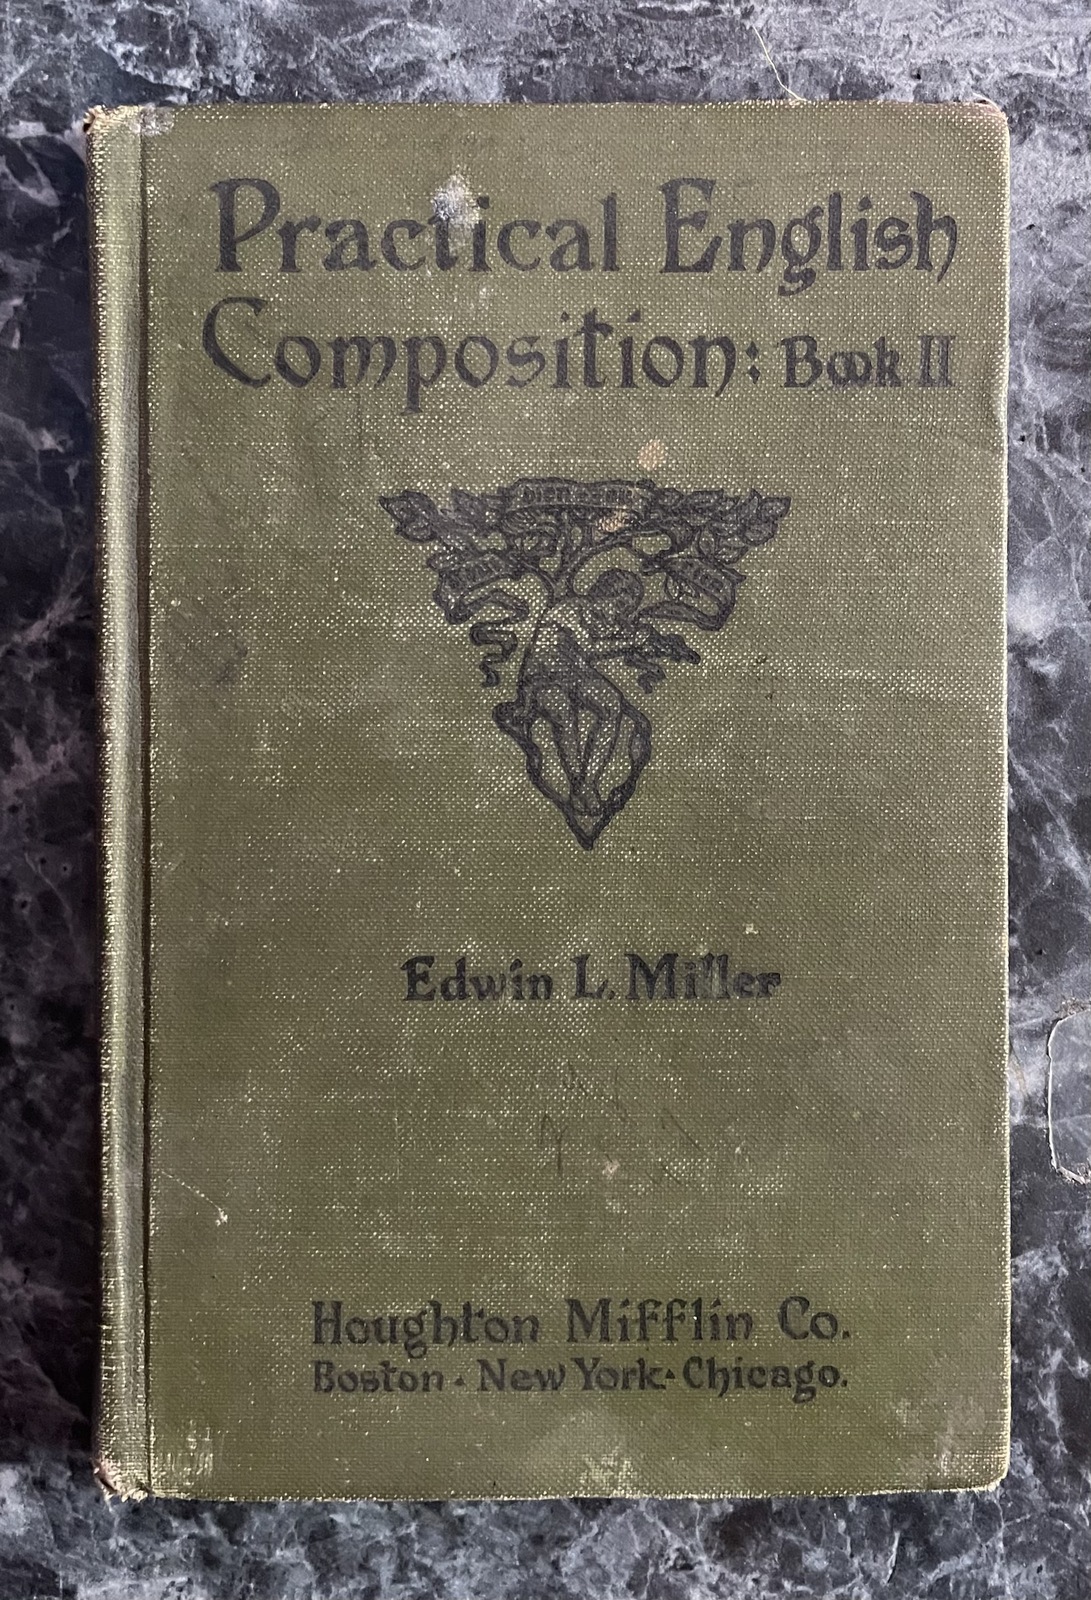 Practical English
Composition: Book II
Edwin L. Miller
Houghton Mifflin Co.
Boston · New York · Chicago.